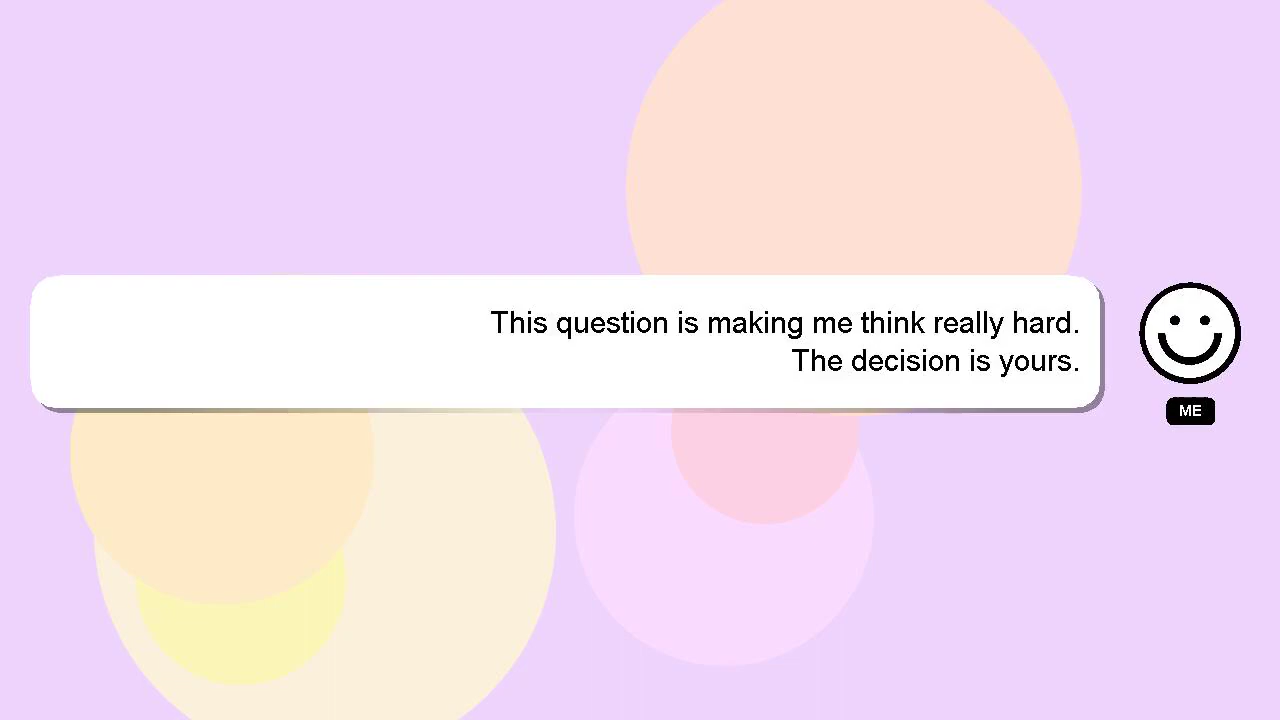 This question is making me think really hard.
The decision is yours.
ME